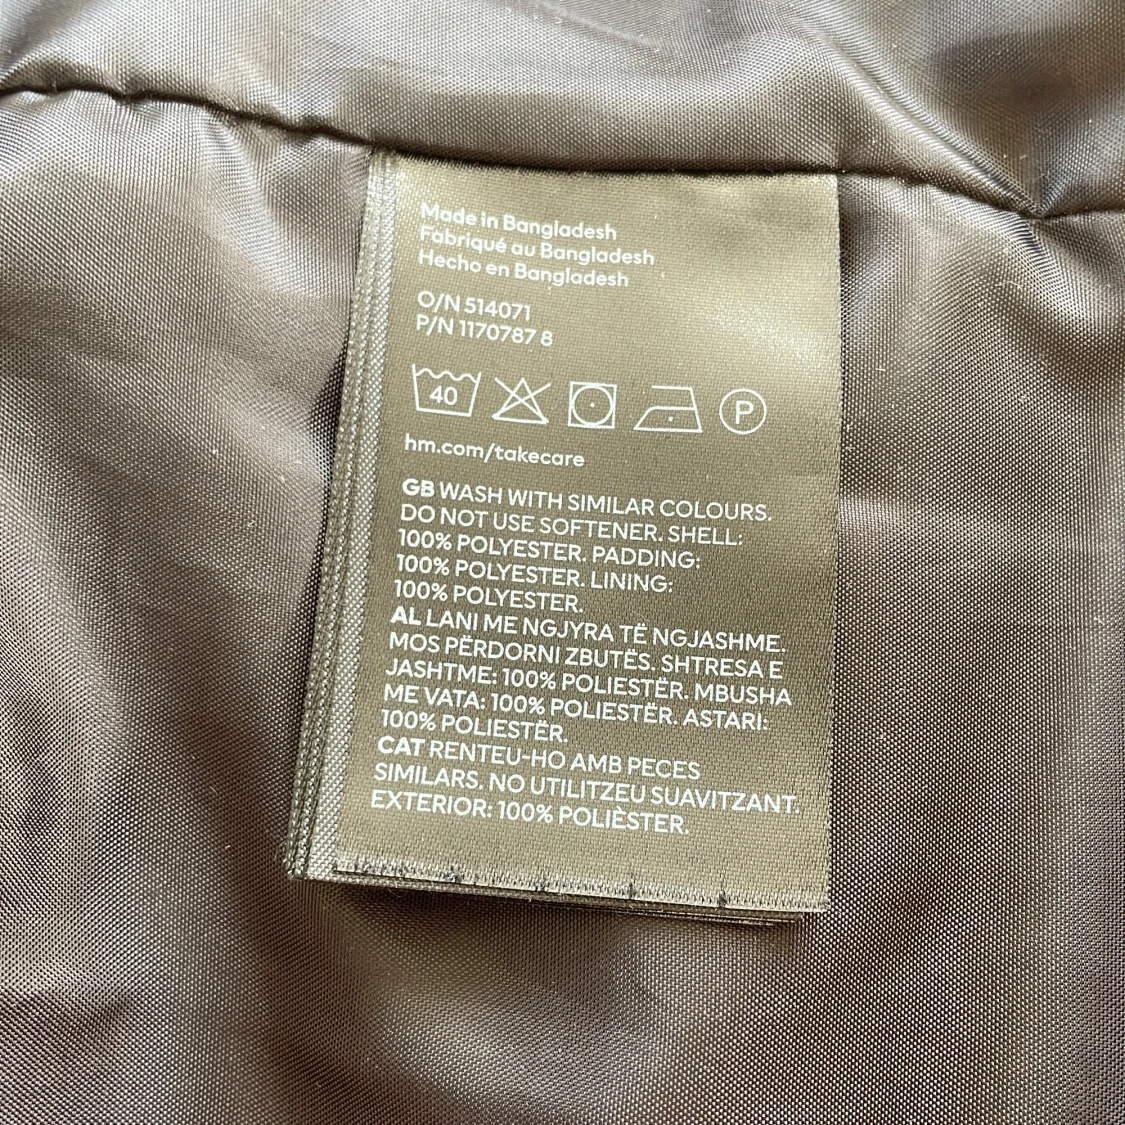 Made in Bangladesh
Fabriqué au Bangladesh
Hecho en Bangladesh
O/N 514071
P/N 1170787 8
40 P
hm.com/takecare
GB WASH WITH SIMILAR COLOURS.
DO NOT USE SOFTENER. SHELL:
100% POLYESTER. PADDING:
100% POLYESTER. LINING:
100% POLYESTER.
AL LANI ME NGJYRA TË NGJASHME.
MOS PËRDORNI ZBUTËS. SHTRESA E
JASHTME: 100% POLIESTËR. MBUSHA
ME VATA: 100% POLIESTËR. ASTARI:
100% POLIESTËR.
CAT RENTEU-HO AMB PECES
SIMILARS. NO UTILITZEU SUAVITZANT.
EXTERIOR: 100% POLIÈSTER.